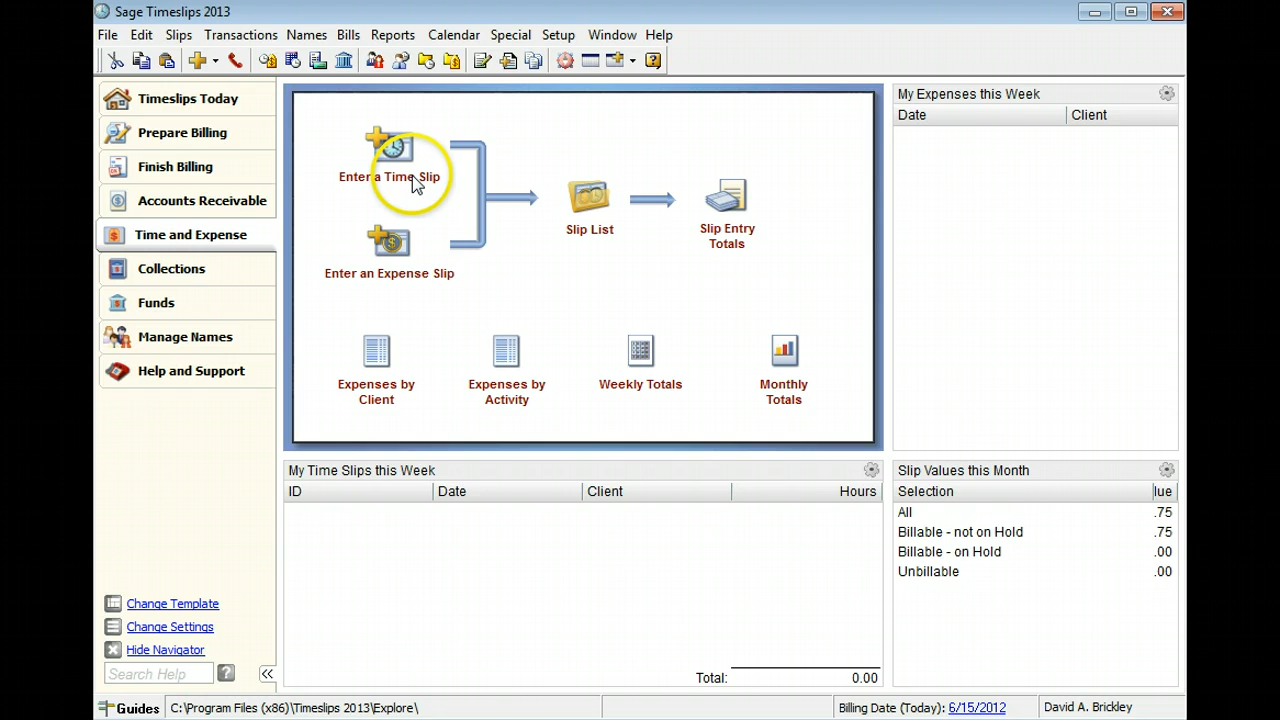 Sage Timeslips 2013
File Edit Slips Transactions Names Bills Reports Calendar Special Setup Window Help
Timeslips Today
Prepare Billing
Finish Billing
Accounts Receivable
Time and Expense
Collections
Funds
Manage Names
Help and Support
Change Template
Change Settings
Hide Navigator
Search Help
Enter a Time Slip
Enter an Expense Slip
Slip List
Slip Entry
Totals
Expenses by
Client
Expenses by
Activity
Weekly Totals
Monthly
Totals
My Expenses this Week
Date Client
My Time Slips this Week
ID Date Client Hours
Total: 0.00
Slip Values this Month
Selection lue
All .75
Billable - not on Hold .75
Billable - on Hold .00
Unbillable .00
Guides C:\Program Files (x86)\Timeslips 2013\Explore\ Billing Date (Today): 6/15/2012 David A. Brickley